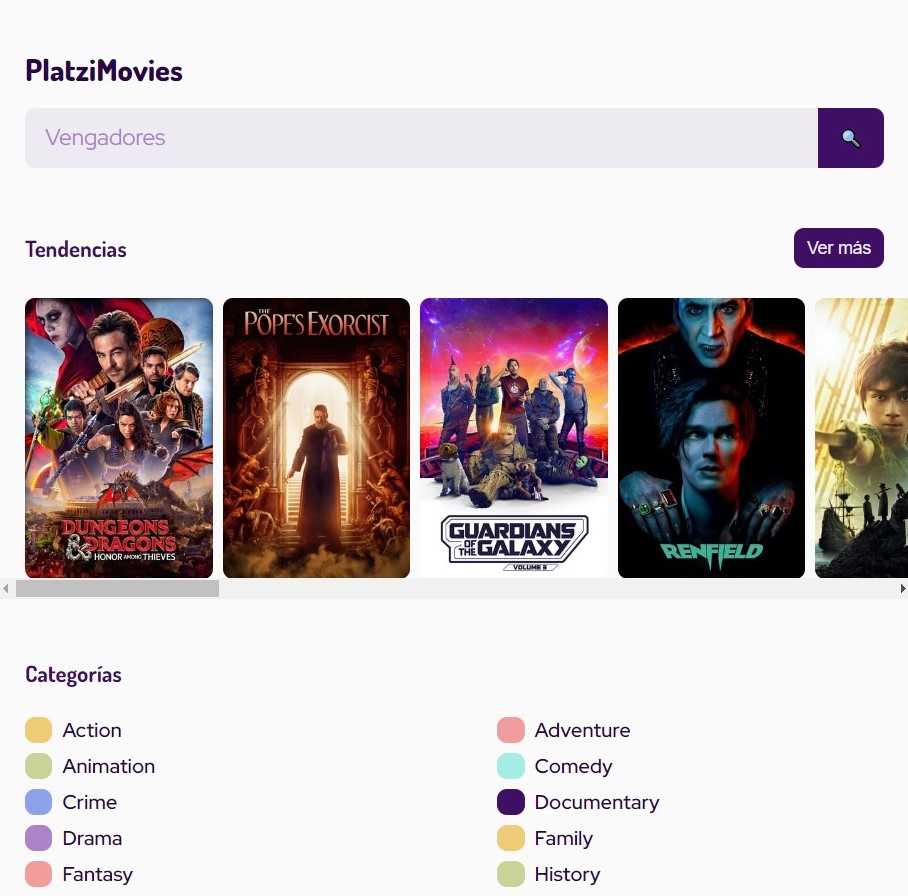 PlatziMovies
Vengadores
Tendencias
Ver más
DUNGEONS
& DRAGONS
HONOR AMONG THIEVES
THE
POPE'S EXORCIST
GUARDIANS
OF THE GALAXY
VOLUME 3
RENFIELD
Categorías
Action
Adventure
Animation
Comedy
Crime
Documentary
Drama
Family
Fantasy
History